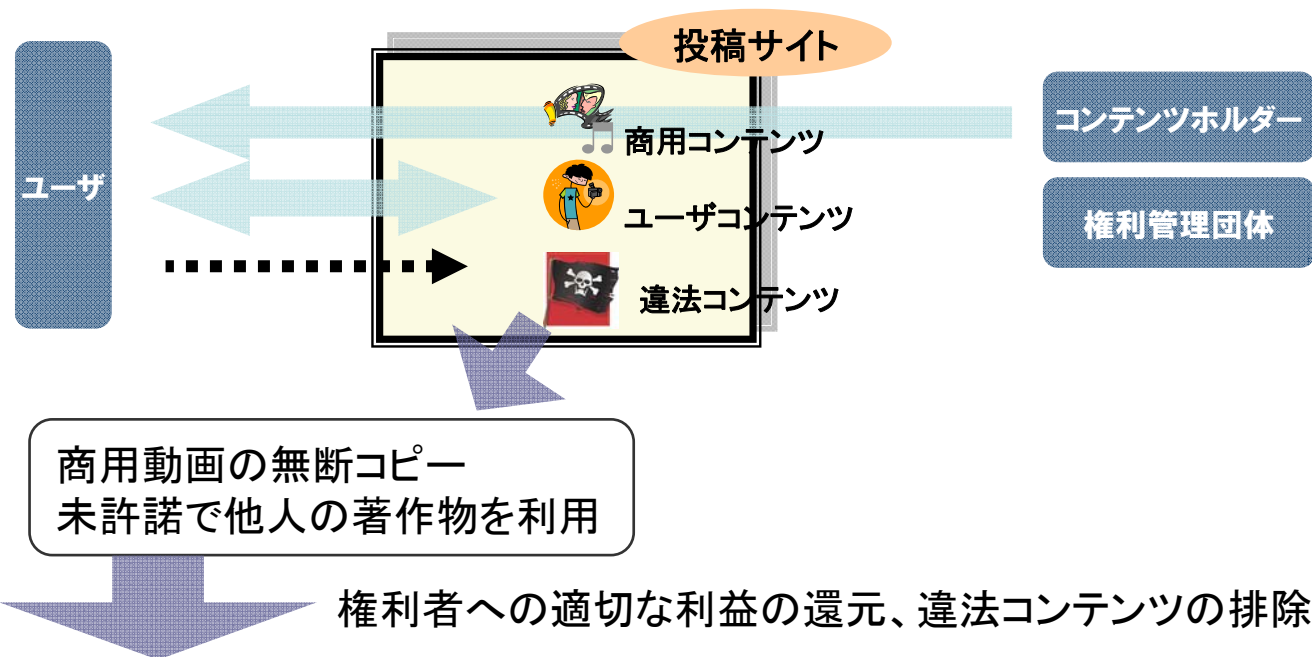 投稿サイト
ユーザ
商用コンテンツ
ユーザコンテンツ
違法コンテンツ
コンテンツホルダー
権利管理団体
商用動画の無断コピー
未許諾で他人の著作物を利用
権利者への適切な利益の還元、違法コンテンツの排除